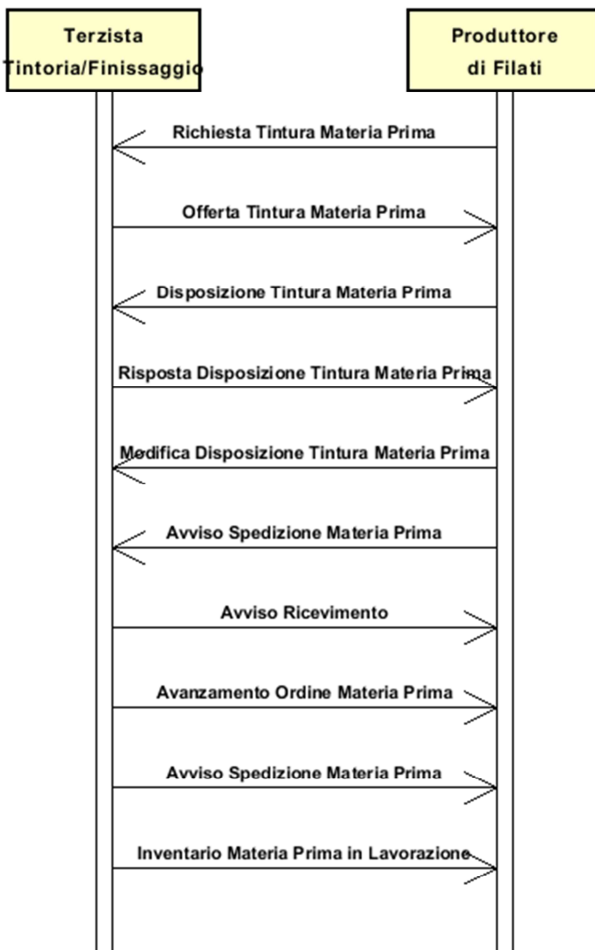 Terzista
Tintoria/Finissaggio
Produttore
di Filati
Richiesta Tintura Materia Prima
Offerta Tintura Materia Prima
Disposizione Tintura Materia Prima
Risposta Disposizione Tintura Materia Prima
Modifica Disposizione Tintura Materia Prima
Avviso Spedizione Materia Prima
Avviso Ricevimento
Avanzamento Ordine Materia Prima
Avviso Spedizione Materia Prima
Inventario Materia Prima in Lavorazione